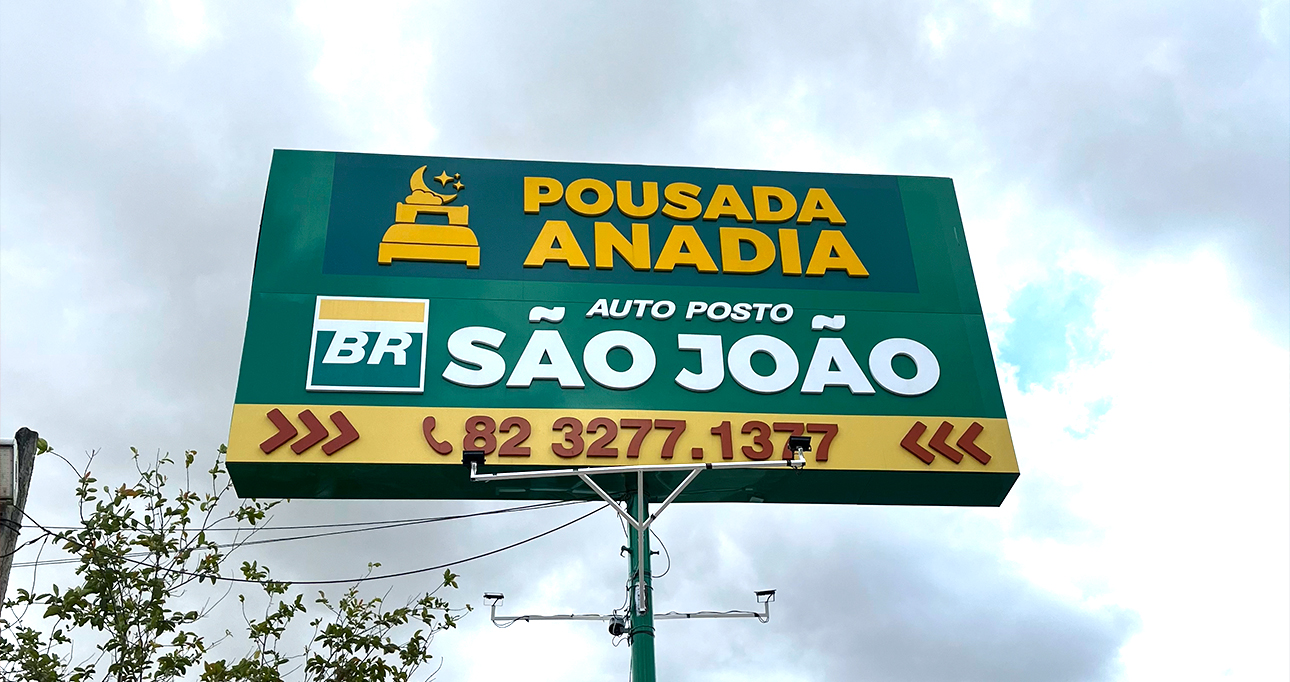 POUSADA
ANADIA
AUTO POSTO
BR
SÃO JOÃO
82 3277.1377